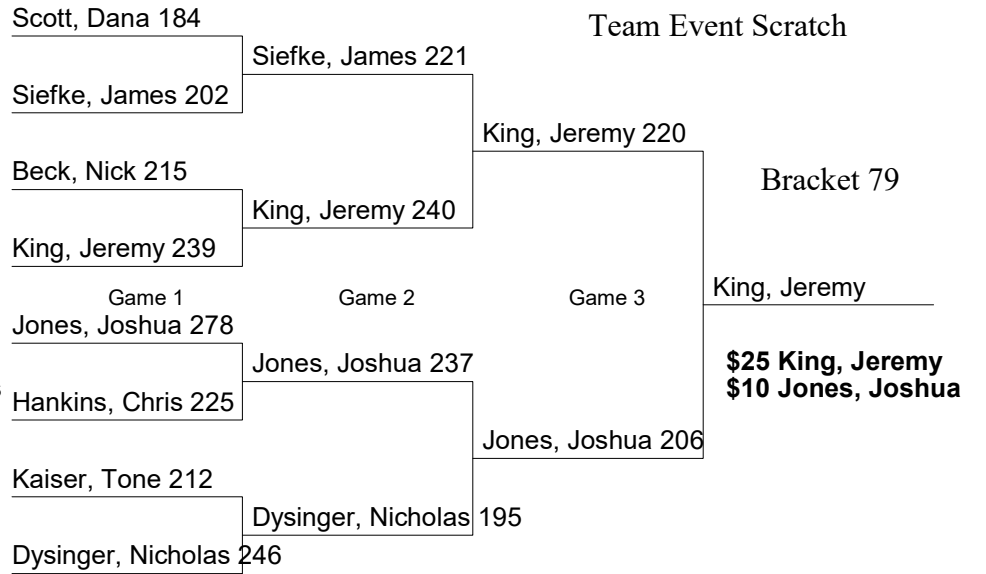 Team Event Scratch
Bracket 79
Scott, Dana 184
Siefke, James 202
Beck, Nick 215
King, Jeremy 239
Game 1
Jones, Joshua 278
Hankins, Chris 225
Kaiser, Tone 212
Dysinger, Nicholas 246
Siefke, James 221
King, Jeremy 240
Game 2
Jones, Joshua 237
Dysinger, Nicholas 195
King, Jeremy 220
Game 3
Jones, Joshua 206
King, Jeremy
$25 King, Jeremy
$10 Jones, Joshua